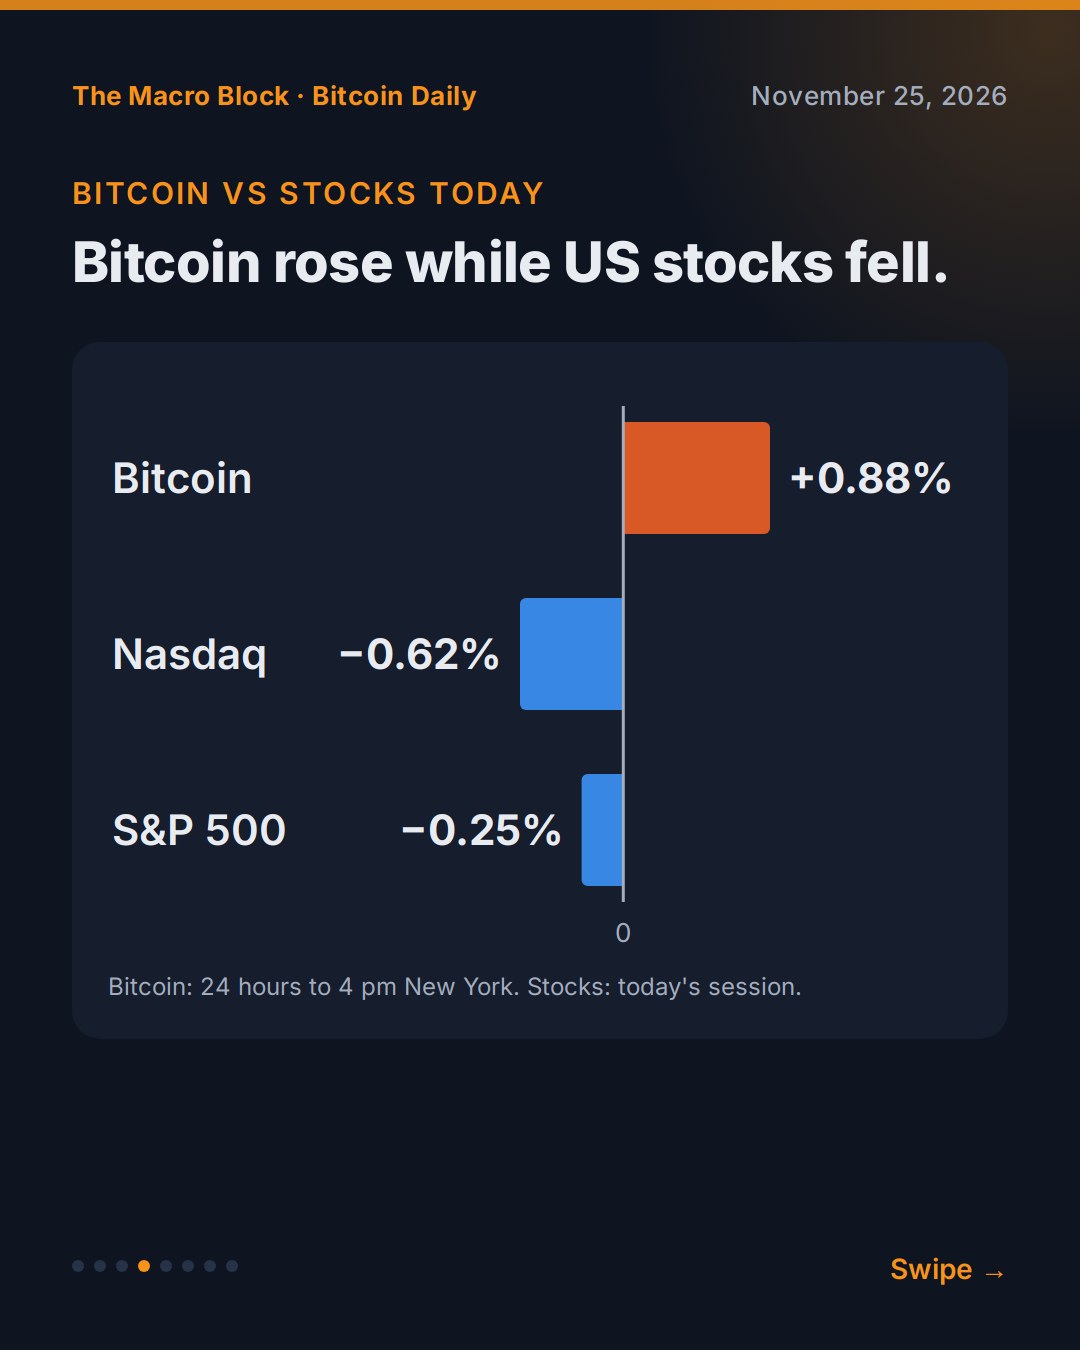 The Macro Block · Bitcoin Daily
November 25, 2026
BITCOIN VS STOCKS TODAY
Bitcoin rose while US stocks fell.
Bitcoin +0.88%
Nasdaq −0.62%
S&P 500 −0.25%
0
Bitcoin: 24 hours to 4 pm New York. Stocks: today's session.
Swipe →